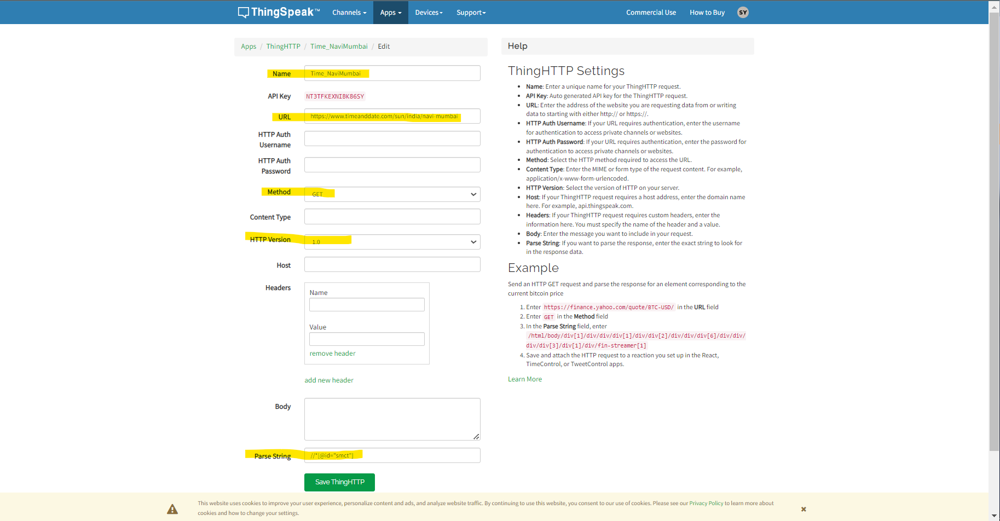 ThingSpeak™ Channels Apps Devices Support Commercial Use How to Buy SY
Apps / ThingHTTP / Time_NaviMumbai / Edit
Name Time_NaviMumbai
API Key NT3TFKEXNIBK86SY
URL https://www.timeanddate.com/sun/india/navi-mumbai
HTTP Auth
Username
HTTP Auth
Password
Method GET
Content Type
HTTP Version 1.0
Host
Headers
Name
Value
remove header
add new header
Body
Parse String //*[@id="smct"]
Save ThingHTTP
Help
ThingHTTP Settings
• Name: Enter a unique name for your ThingHTTP request.
• API Key: Auto generated API key for the ThingHTTP request.
• URL: Enter the address of the website you are requesting data from or writing
data to starting with either http:// or https://.
• HTTP Auth Username: If your URL requires authentication, enter the username
for authentication to access private channels or websites.
• HTTP Auth Password: If your URL requires authentication, enter the password for
authentication to access private channels or websites.
• Method: Select the HTTP method required to access the URL.
• Content Type: Enter the MIME or form type of the request content. For example,
application/x-www-form-urlencoded.
• HTTP Version: Select the version of HTTP on your server.
• Host: If your ThingHTTP request requires a host address, enter the domain name
here. For example, api.thingspeak.com.
• Headers: If your ThingHTTP request requires custom headers, enter the
information here. You must specify the name of the header and a value.
• Body: Enter the message you want to include in your request.
• Parse String: If you want to parse the response, enter the exact string to look for
in the response data.
Example
Send an HTTP GET request and parse the response for an element corresponding to the
current bitcoin price
1. Enter https://finance.yahoo.com/quote/BTC-USD/ in the URL field
2. Enter GET in the Method field
3. In the Parse String field, enter
/html/body/div[1]/div/div/div[1]/div/div[2]/div/div/div[6]/div/div/
div/div[3]/div[1]/div/fin-streamer[1]
4. Save and attach the HTTP request to a reaction you set up in the React,
TimeControl, or TweetControl apps.
Learn More
This website uses cookies to improve your user experience, personalize content and ads, and analyze website traffic. By continuing to use this website, you consent to our use of cookies. Please see our Privacy Policy to learn more about
cookies and how to change your settings.